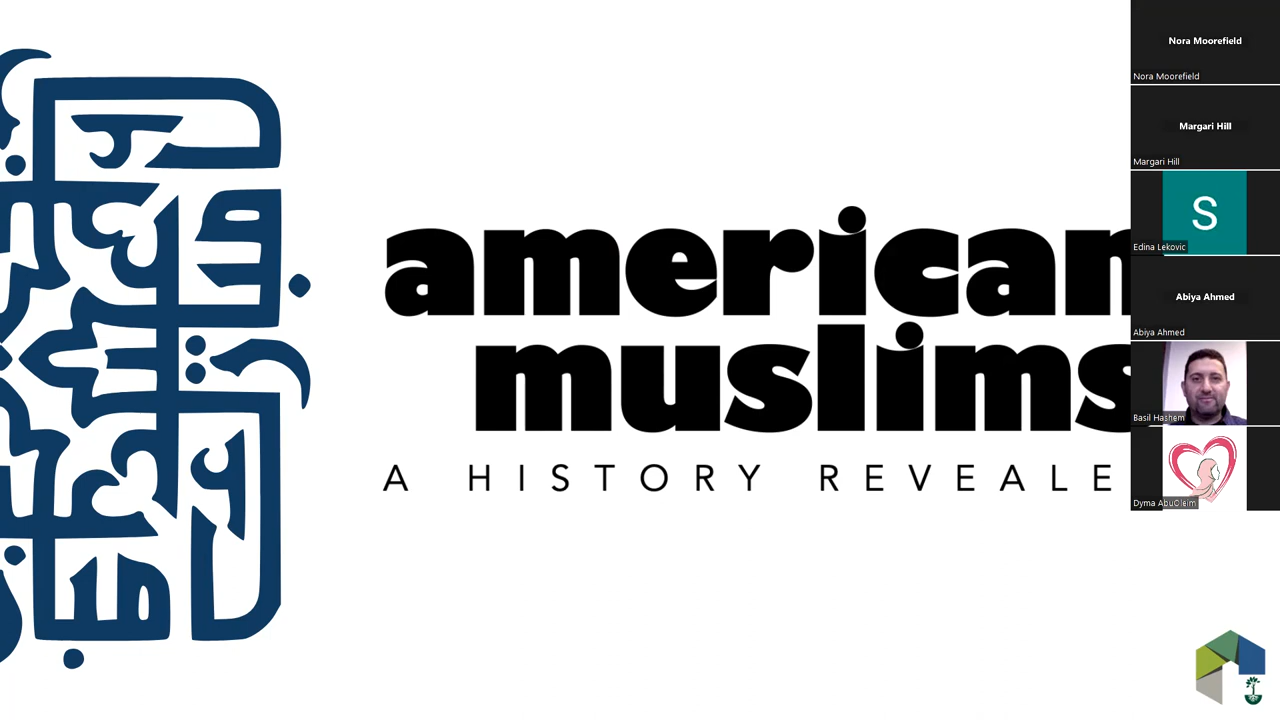 american
muslims
A HISTORY REVEALE
Nora Moorefield
Nora Moorefield
Margari Hill
Margari Hill
S
Edina Lekovic
Abiya Ahmed
Abiya Ahmed
Basil Hashem
Dyma AbuOleim